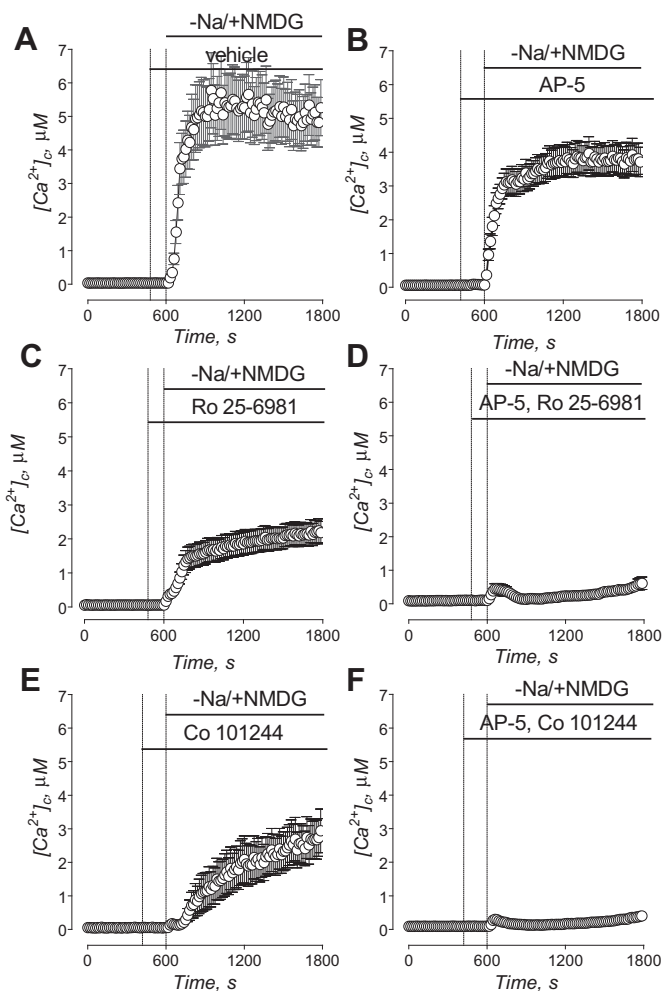 A
-Na/+NMDG
vehicle
7
6
5
4
3
2
1
0
[Ca²⁺]c, μM
0 600 1200 1800
Time, s
B
-Na/+NMDG
AP-5
7
6
5
4
3
2
1
0
[Ca²⁺]c, μM
0 600 1200 1800
Time, s
C
-Na/+NMDG
Ro 25-6981
7
6
5
4
3
2
1
0
[Ca²⁺]c, μM
0 600 1200 1800
Time, s
D
-Na/+NMDG
AP-5, Ro 25-6981
7
6
5
4
3
2
1
0
[Ca²⁺]c, μM
0 600 1200 1800
Time, s
E
-Na/+NMDG
Co 101244
7
6
5
4
3
2
1
0
[Ca²⁺]c, μM
0 600 1200 1800
Time, s
F
-Na/+NMDG
AP-5, Co 101244
7
6
5
4
3
2
1
0
[Ca²⁺]c, μM
0 600 1200 1800
Time, s